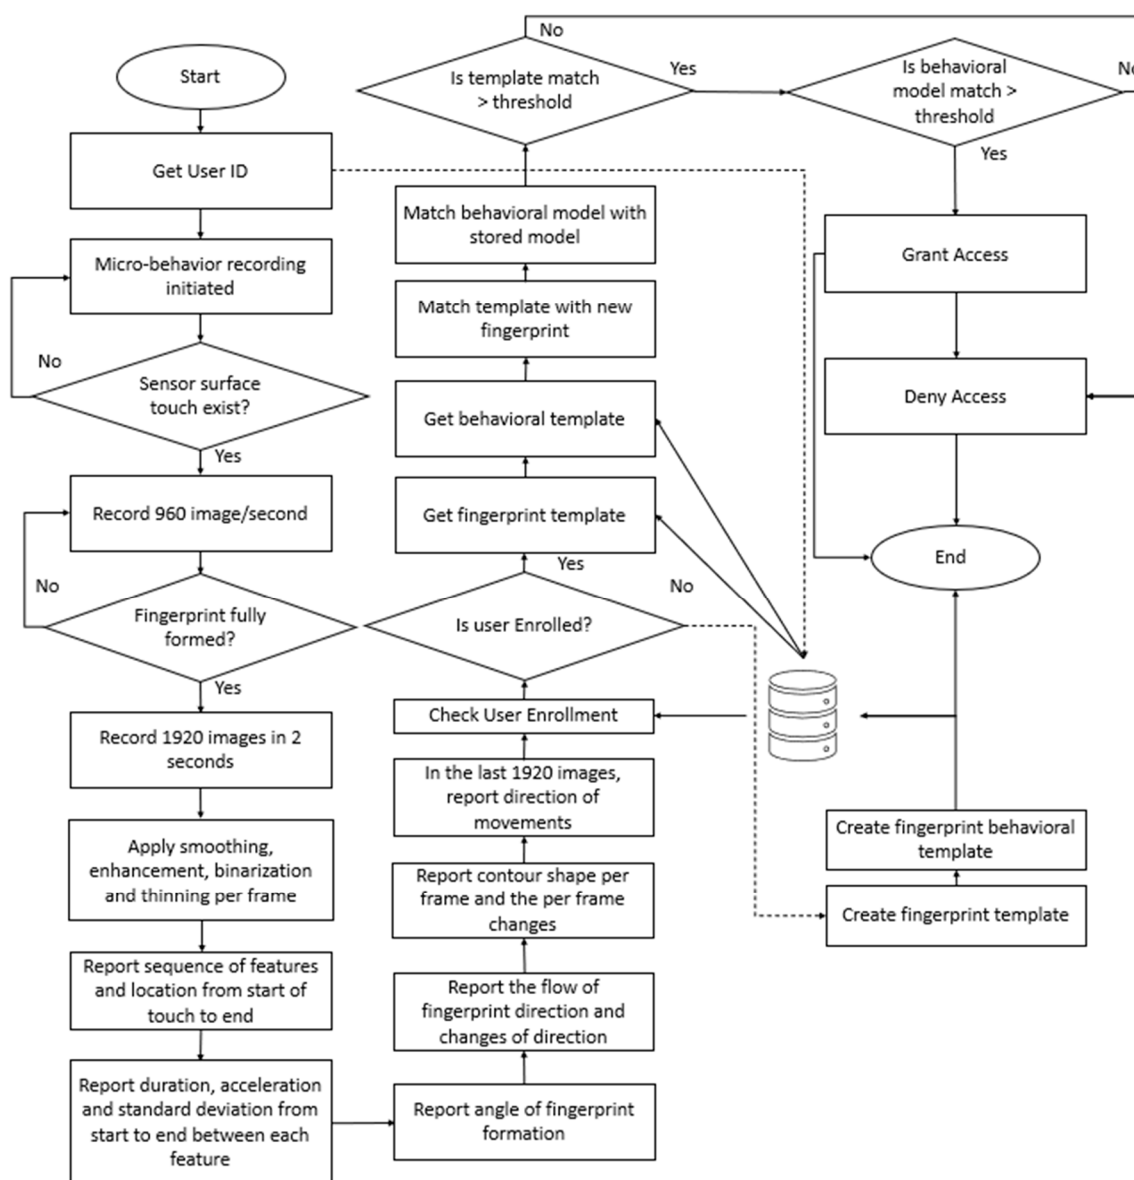 Start
Get User ID
Micro-behavior recording
initiated
No
Sensor surface
touch exist?
Yes
Record 960 image/second
No
Fingerprint fully
formed?
Yes
Record 1920 images in 2
seconds
Apply smoothing,
enhancement, binarization
and thinning per frame
Report sequence of features
and location from start of
touch to end
Report duration, acceleration
and standard deviation from
start to end between each
feature
Report angle of fingerprint
formation
Report the flow of
fingerprint direction and
changes of direction
Report contour shape per
frame and the per frame
changes
In the last 1920 images,
report direction of
movements
Check User Enrollment
Is user Enrolled?
Yes
No
Get fingerprint template
Get behavioral template
Match template with new
fingerprint
Match behavioral model with
stored model
Is template match
> threshold
No
Yes
Is behavioral
model match >
threshold
No
Yes
Grant Access
Deny Access
End
Create fingerprint behavioral
template
Create fingerprint template